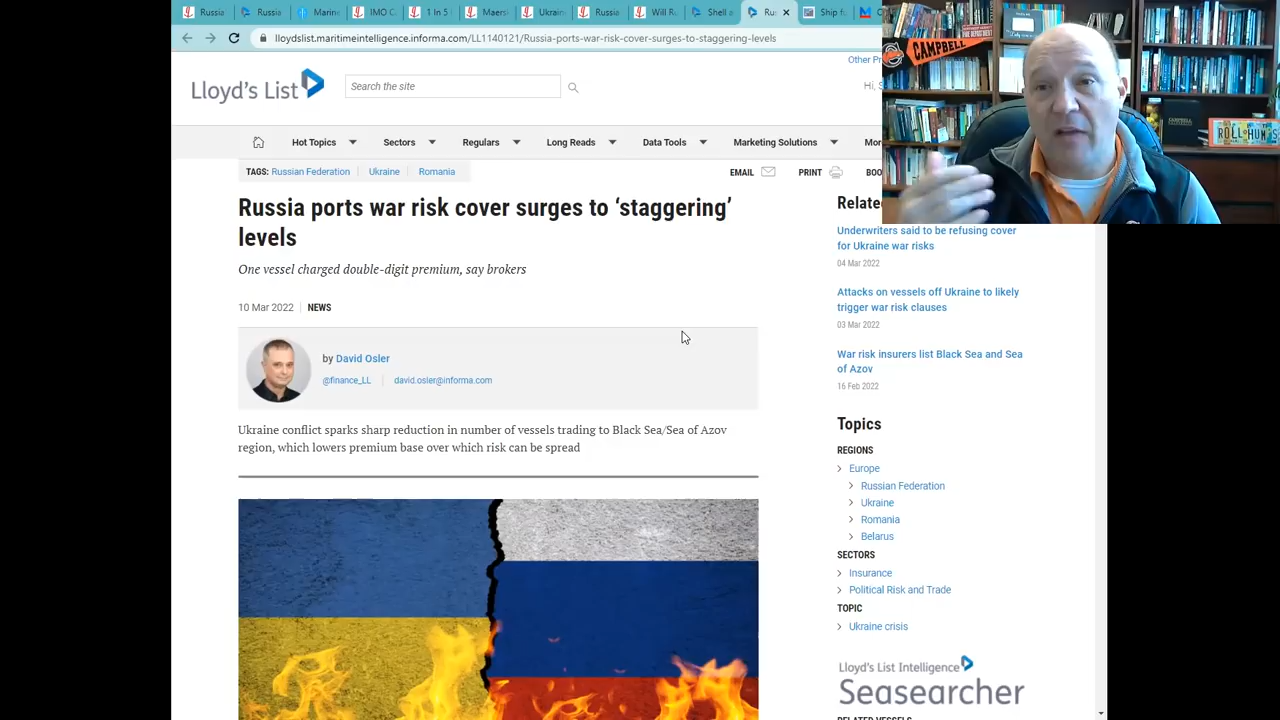 Russia
Russia
Marine
IMO C
1 In 5
Maersk
Ukrain
Russia
Will R
Shell a
Rus
Ship f
lloydslist.maritimeintelligence.informa.com/LL1140121/Russia-ports-war-risk-cover-surges-to-staggering-levels
Other Pr
Lloyd's List
Search the site
Hi, S
Hot Topics
Sectors
Regulars
Long Reads
Data Tools
Marketing Solutions
Mor
TAGS: Russian Federation Ukraine Romania
EMAIL
PRINT
BOO
Russia ports war risk cover surges to ‘staggering’
levels
One vessel charged double-digit premium, say brokers
10 Mar 2022 NEWS
by David Osler
@finance_LL david.osler@informa.com
Ukraine conflict sparks sharp reduction in number of vessels trading to Black Sea/Sea of Azov
region, which lowers premium base over which risk can be spread
Relate
Underwriters said to be refusing cover
for Ukraine war risks
04 Mar 2022
Attacks on vessels off Ukraine to likely
trigger war risk clauses
03 Mar 2022
War risk insurers list Black Sea and Sea
of Azov
16 Feb 2022
Topics
REGIONS
Europe
Russian Federation
Ukraine
Romania
Belarus
SECTORS
Insurance
Political Risk and Trade
TOPIC
Ukraine crisis
Lloyd's List Intelligence
Seasearcher
RELATED VESSELS
CAMPBELL
ROLL HUMPS